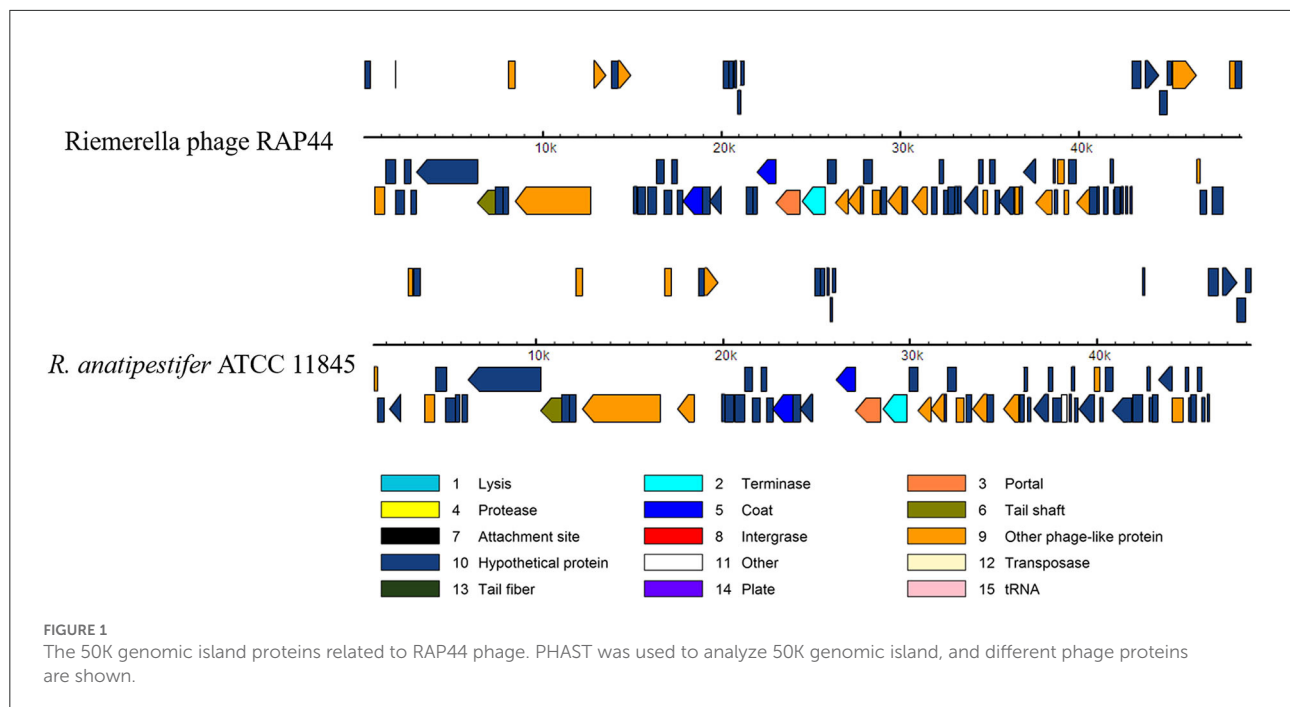 Riemerella phage RAP44
10k 20k 30k 40k
R. anatipestifer ATCC 11845
10k 20k 30k 40k
1 Lysis 2 Terminase 3 Portal
4 Protease 5 Coat 6 Tail shaft
7 Attachment site 8 Intergrase 9 Other phage-like protein
10 Hypothetical protein 11 Other 12 Transposase
13 Tail fiber 14 Plate 15 tRNA
FIGURE 1
The 50K genomic island proteins related to RAP44 phage. PHAST was used to analyze 50K genomic island, and different phage proteins
are shown.